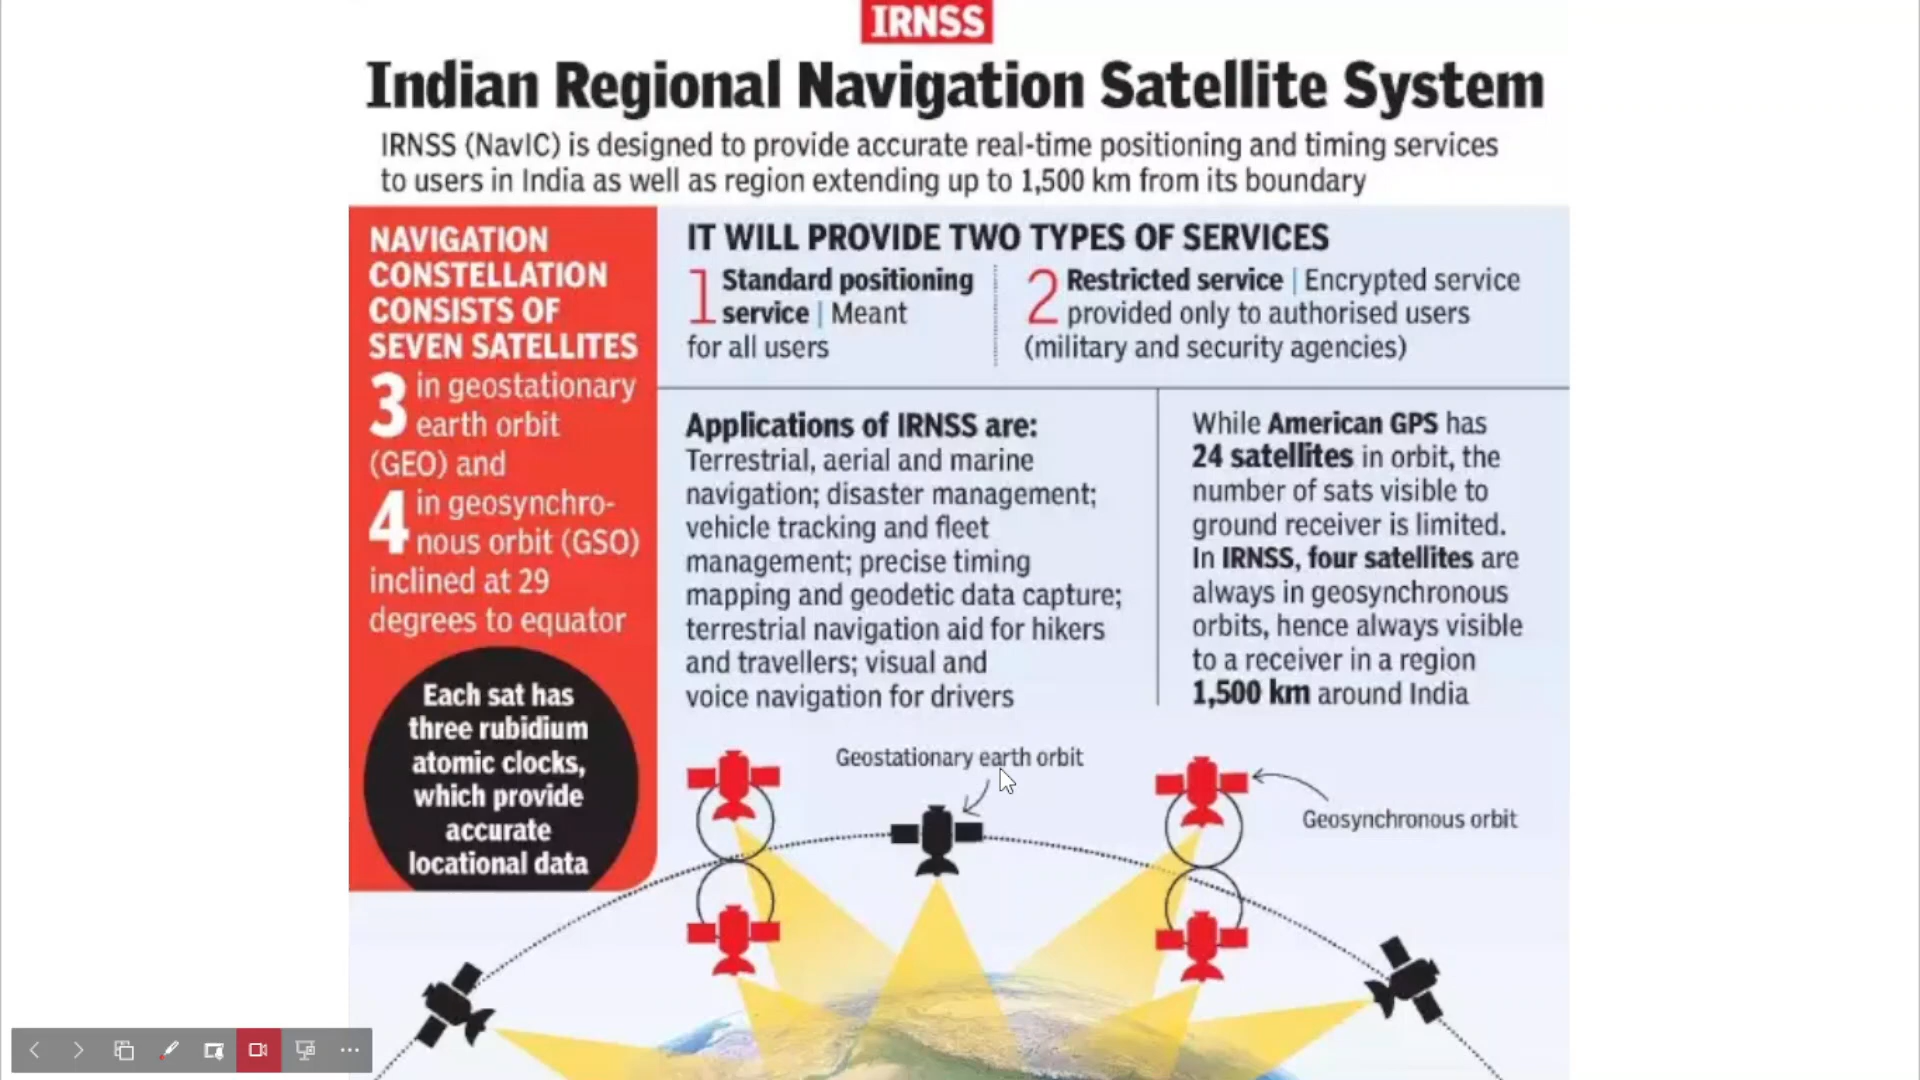 IRNSS
Indian Regional Navigation Satellite System
IRNSS (NavIC) is designed to provide accurate real-time positioning and timing services
to users in India as well as region extending up to 1,500 km from its boundary
NAVIGATION
CONSTELLATION
CONSISTS OF
SEVEN SATELLITES
3 in geostationary
earth orbit
(GEO) and
4 in geosynchro-
nous orbit (GSO)
inclined at 29
degrees to equator
Each sat has
three rubidium
atomic clocks,
which provide
accurate
locational data
IT WILL PROVIDE TWO TYPES OF SERVICES
1 Standard positioning
service | Meant
for all users
2 Restricted service | Encrypted service
provided only to authorised users
(military and security agencies)
Applications of IRNSS are:
Terrestrial, aerial and marine
navigation; disaster management;
vehicle tracking and fleet
management; precise timing
mapping and geodetic data capture;
terrestrial navigation aid for hikers
and travellers; visual and
voice navigation for drivers
While American GPS has
24 satellites in orbit, the
number of sats visible to
ground receiver is limited.
In IRNSS, four satellites are
always in geosynchronous
orbits, hence always visible
to a receiver in a region
1,500 km around India
Geostationary earth orbit
Geosynchronous orbit